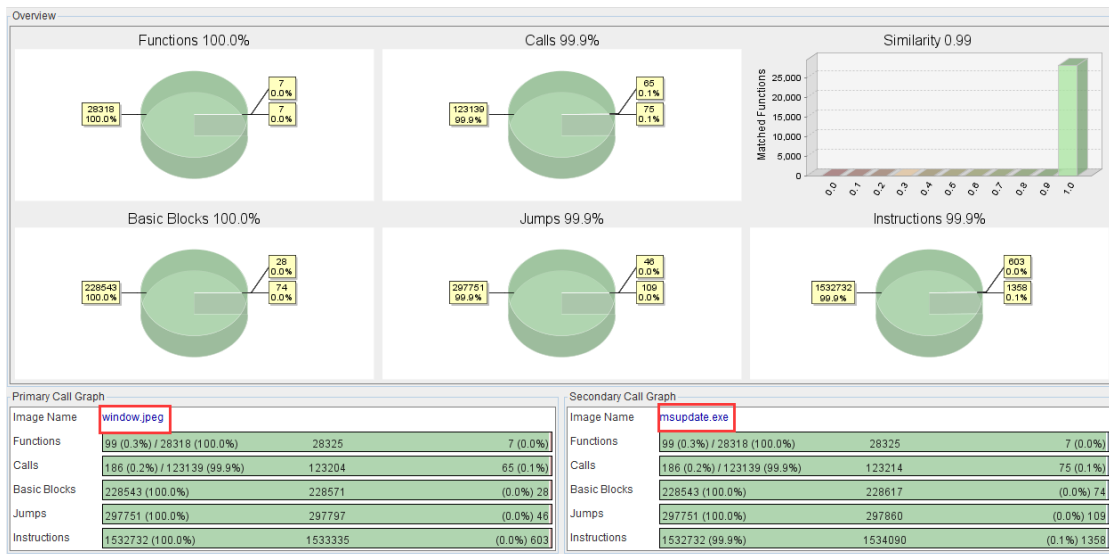 Overview
Functions 100.0%
28318
100.0%
7
0.0%
7
0.0%
Calls 99.9%
123139
99.9%
65
0.1%
75
0.1%
Similarity 0.99
Matched Functions
25,000
20,000
15,000
10,000
5,000
0
0.0 0.1 0.2 0.3 0.4 0.5 0.6 0.7 0.8 0.9 1.0
Basic Blocks 100.0%
228543
100.0%
28
0.0%
74
0.0%
Jumps 99.9%
297751
99.9%
46
0.0%
109
0.0%
Instructions 99.9%
1532732
99.9%
603
0.0%
1358
0.1%
Primary Call Graph
Image Name window.jpeg
Functions 99 (0.3%) / 28318 (100.0%) 28325 7 (0.0%)
Calls 186 (0.2%) / 123139 (99.9%) 123204 65 (0.1%)
Basic Blocks 228543 (100.0%) 228571 (0.0%) 28
Jumps 297751 (100.0%) 297797 (0.0%) 46
Instructions 1532732 (100.0%) 1533335 (0.0%) 603
Secondary Call Graph
Image Name msupdate.exe
Functions 99 (0.3%) / 28318 (100.0%) 28325 7 (0.0%)
Calls 186 (0.2%) / 123139 (99.9%) 123214 75 (0.1%)
Basic Blocks 228543 (100.0%) 228617 (0.0%) 74
Jumps 297751 (100.0%) 297860 (0.0%) 109
Instructions 1532732 (99.9%) 1534090 (0.1%) 1358